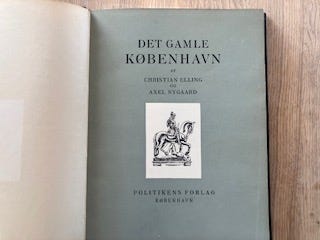 DET GAMLE
KØBENHAVN
AF
CHRISTIAN ELLING
OG
AXEL NYGAARD
POLITIKENS FORLAG
KØBENHAVN